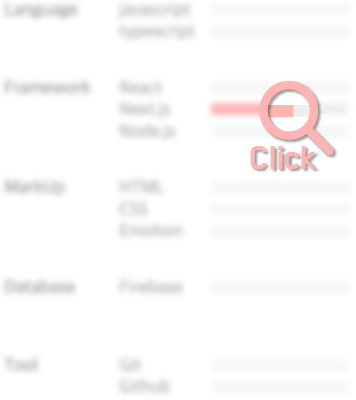 Language javascript
typescript
Framework React
Next.js
Node.js
Click
MarkUp HTML
CSS
Emotion
Database Firebase
Tool Git
Github